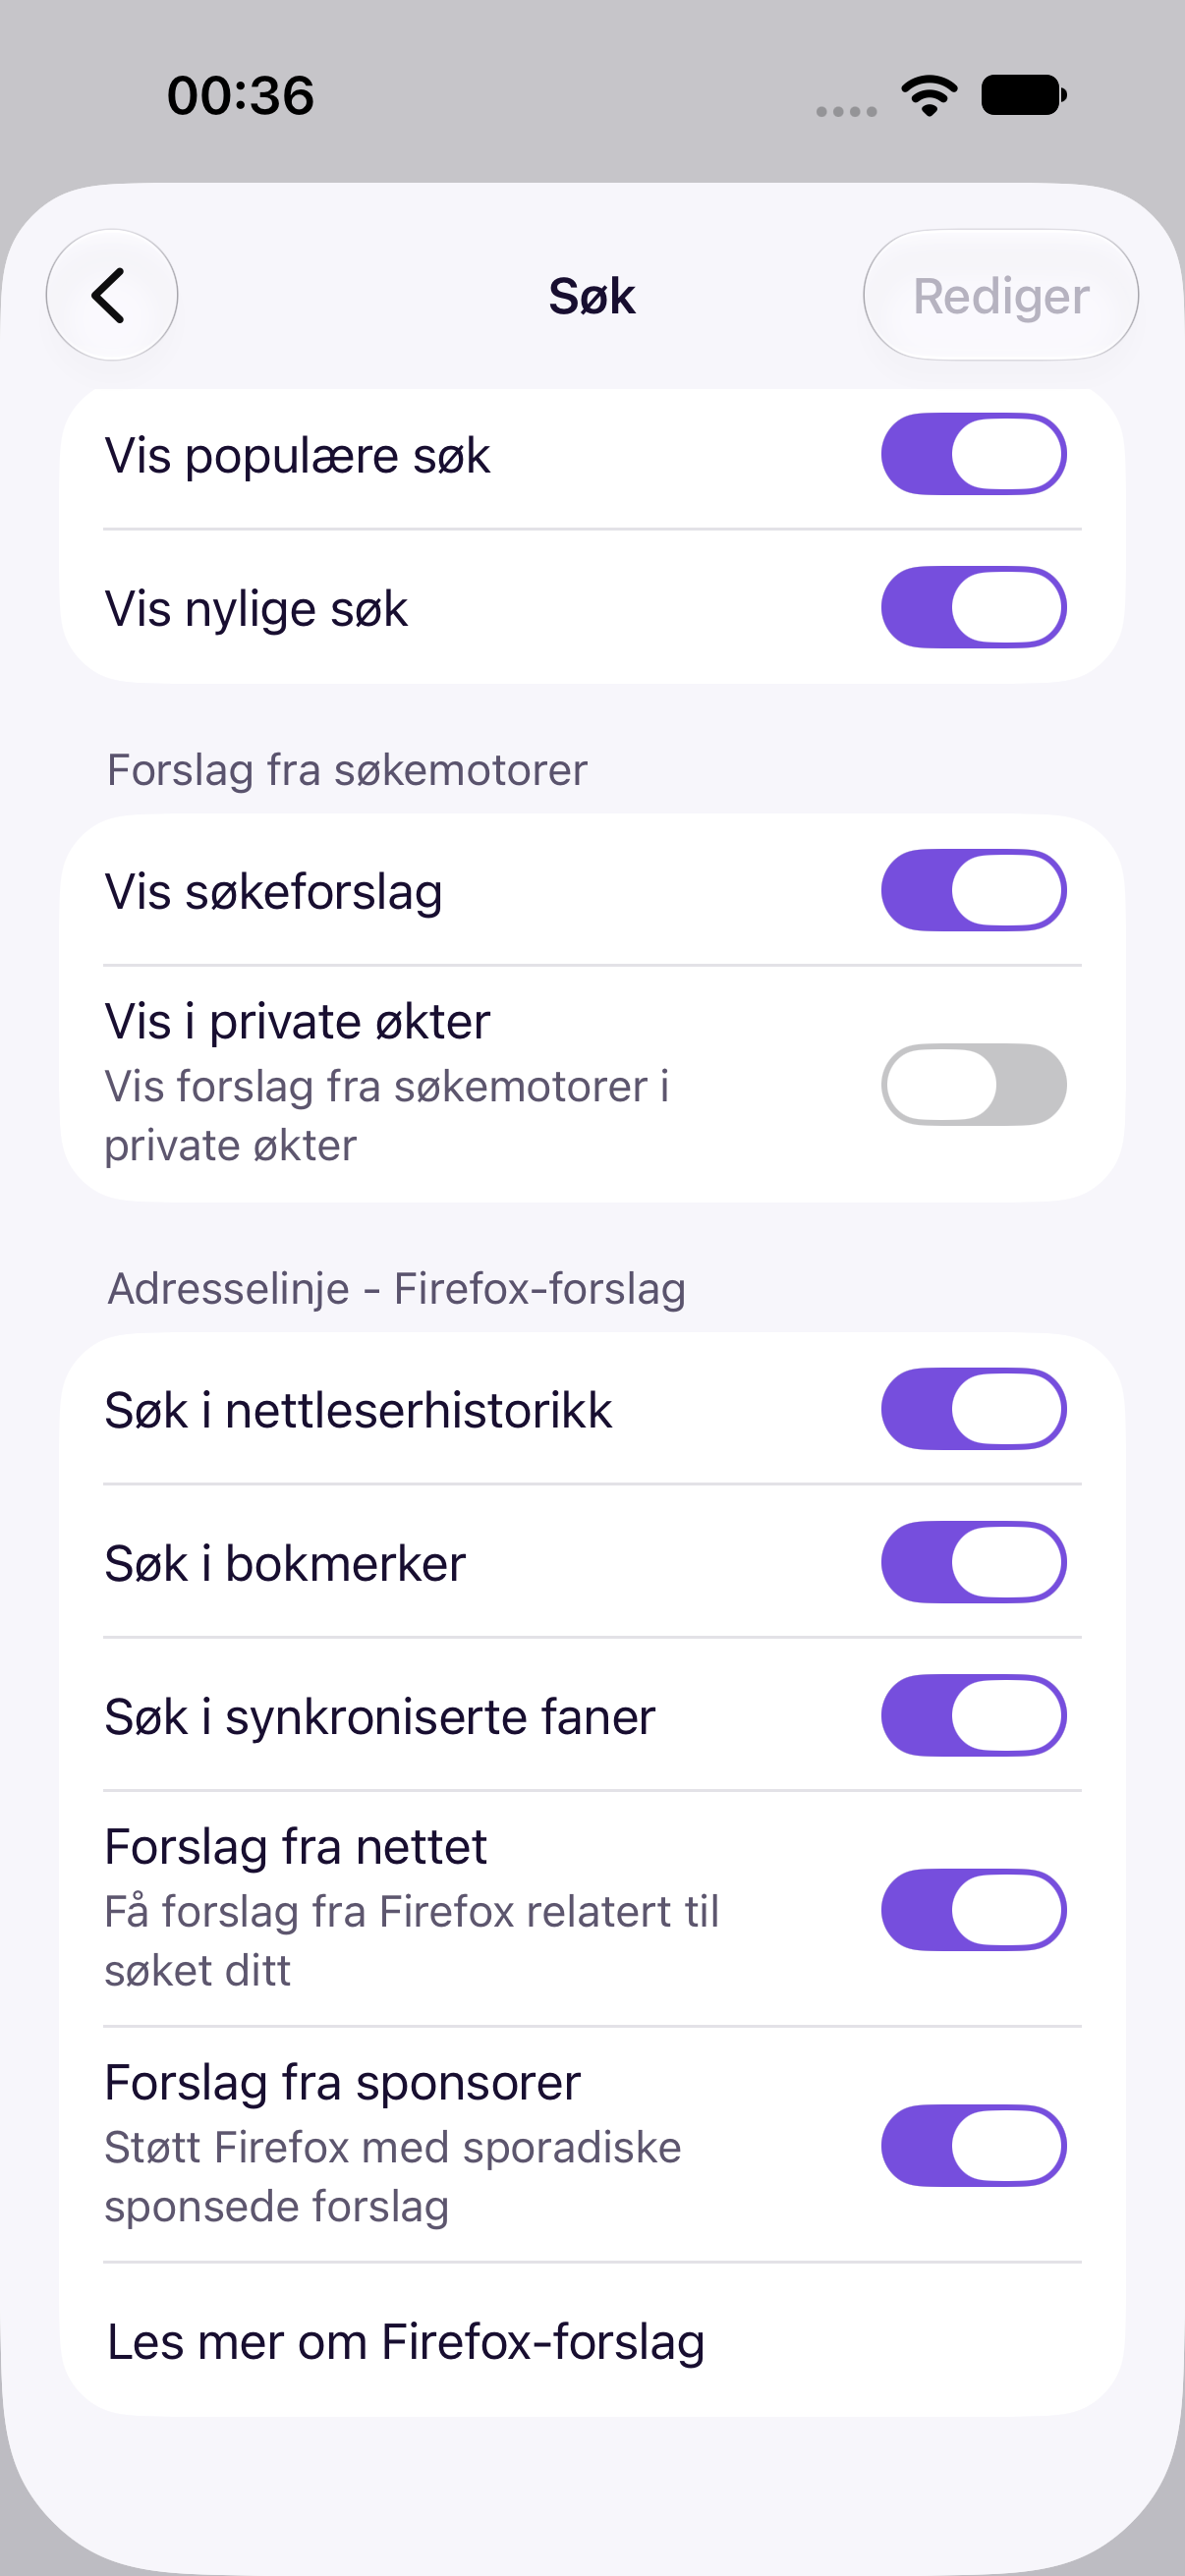 00:36
Søk
Rediger
Vis populære søk
Vis nylige søk
Forslag fra søkemotorer
Vis søkeforslag
Vis i private økter
Vis forslag fra søkemotorer i
private økter
Adresselinje - Firefox-forslag
Søk i nettleserhistorikk
Søk i bokmerker
Søk i synkroniserte faner
Forslag fra nettet
Få forslag fra Firefox relatert til
søket ditt
Forslag fra sponsorer
Støtt Firefox med sporadiske
sponsede forslag
Les mer om Firefox-forslag